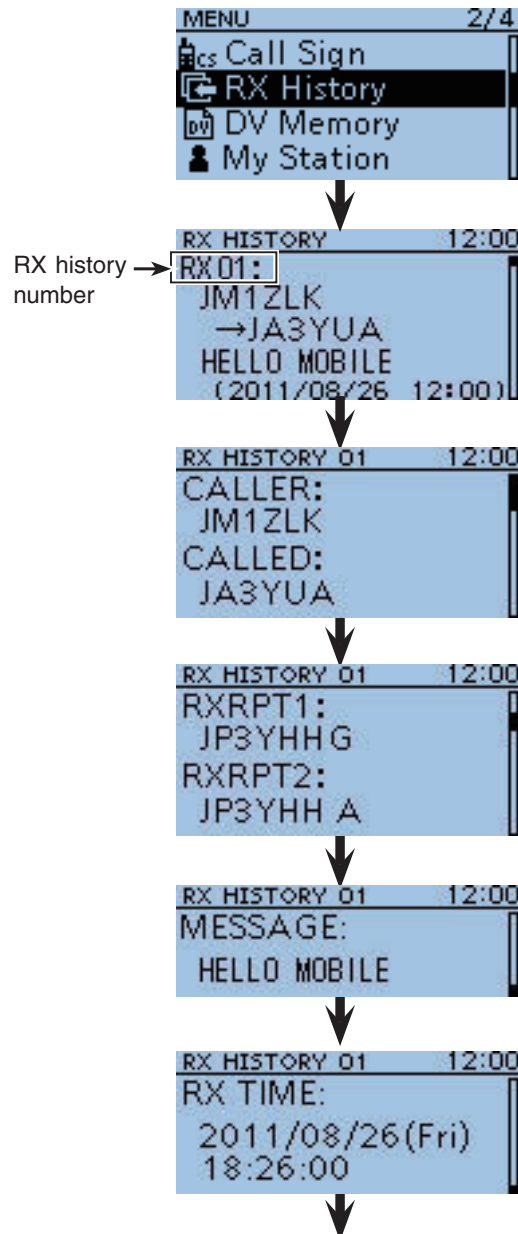 MENU 2/4
CS Call Sign
RX History
DV DV Memory
My Station
RX HISTORY 12:00
RX history
number
RX01:
JM1ZLK
→JA3YUA
HELLO MOBILE
(2011/08/26 12:00)
RX HISTORY 01 12:00
CALLER:
JM1ZLK
CALLED:
JA3YUA
RX HISTORY 01 12:00
RXRPT1:
JP3YHH G
RXRPT2:
JP3YHH A
RX HISTORY 01 12:00
MESSAGE:
HELLO MOBILE
RX HISTORY 01 12:00
RX TIME:
2011/08/26(Fri)
18:26:00